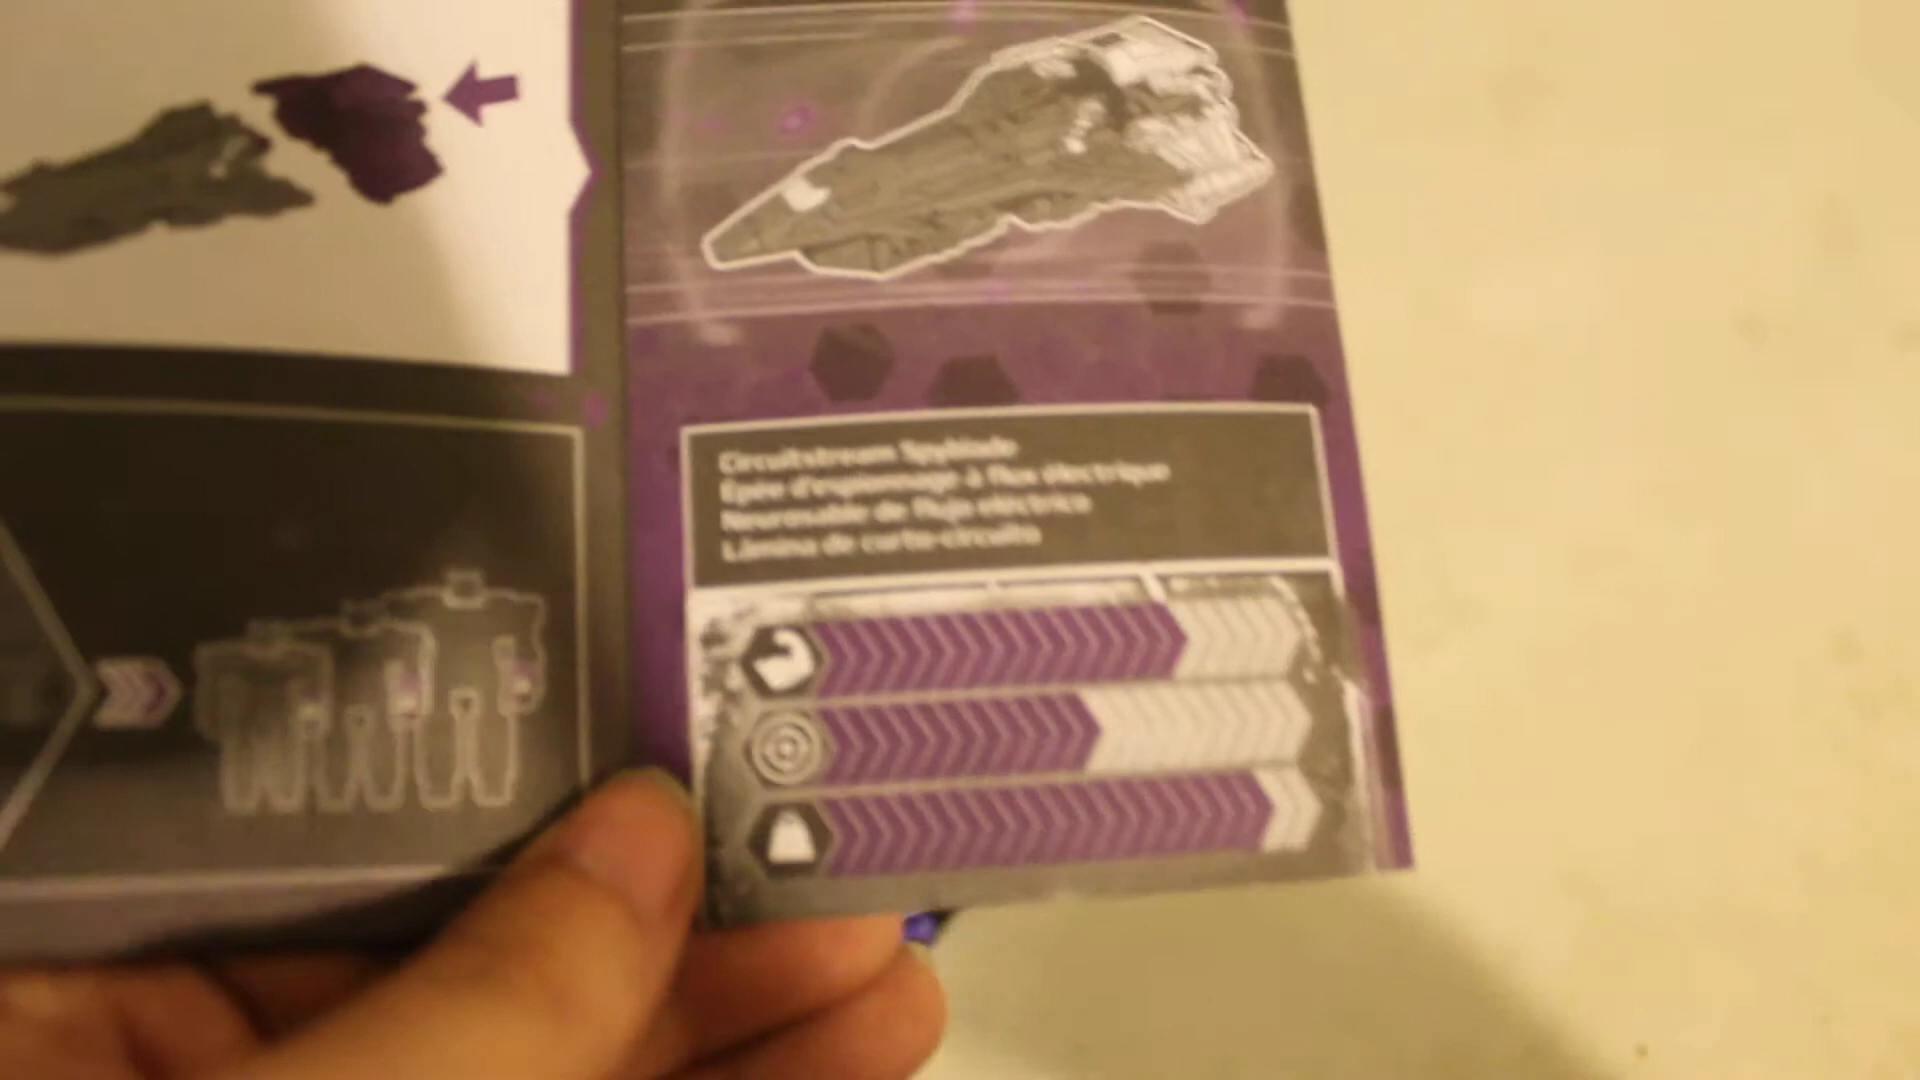 Circuitstream Spyblade
Épée d'espionnage à flux électrique
Neurosable de flujo eléctrico
Lâmina de curto-circuito